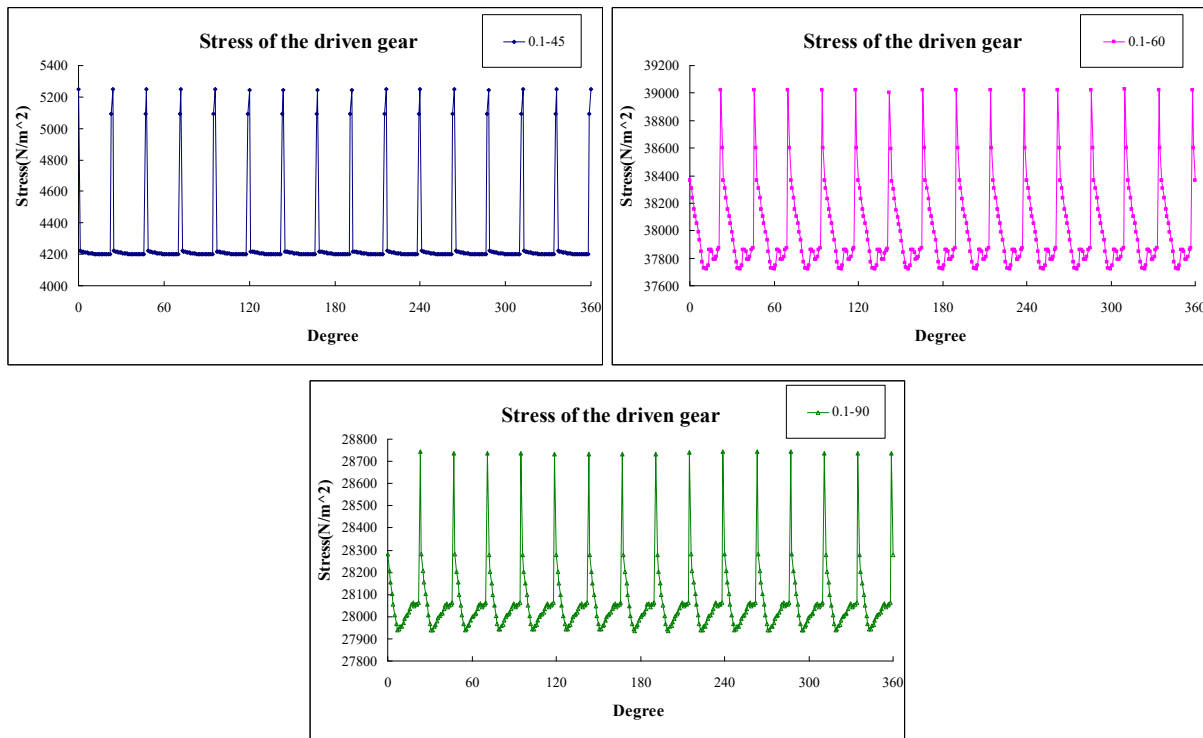 Stress of the driven gear
0.1-45
Stress(N/m^2)
5400
5200
5000
4800
4600
4400
4200
4000
0 60 120 180 240 300 360
Degree
Stress of the driven gear
0.1-60
Stress(N/m^2)
39200
39000
38800
38600
38400
38200
38000
37800
37600
0 60 120 180 240 300 360
Degree
Stress of the driven gear
0.1-90
Stress(N/m^2)
28800
28700
28600
28500
28400
28300
28200
28100
28000
27900
27800
0 60 120 180 240 300 360
Degree